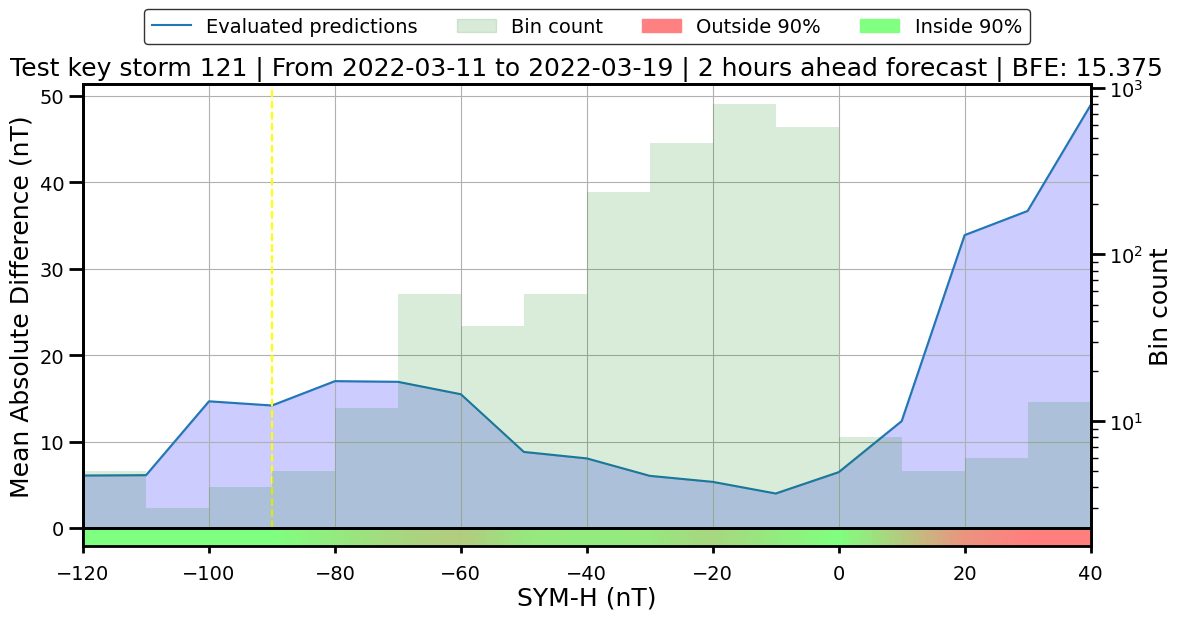 Evaluated predictions Bin count Outside 90% Inside 90%
Test key storm 121 | From 2022-03-11 to 2022-03-19 | 2 hours ahead forecast | BFE: 15.375
Mean Absolute Difference (nT)
50
40
30
20
10
0
10³
10²
10¹
Bin count
−120 −100 −80 −60 −40 −20 0 20 40
SYM-H (nT)